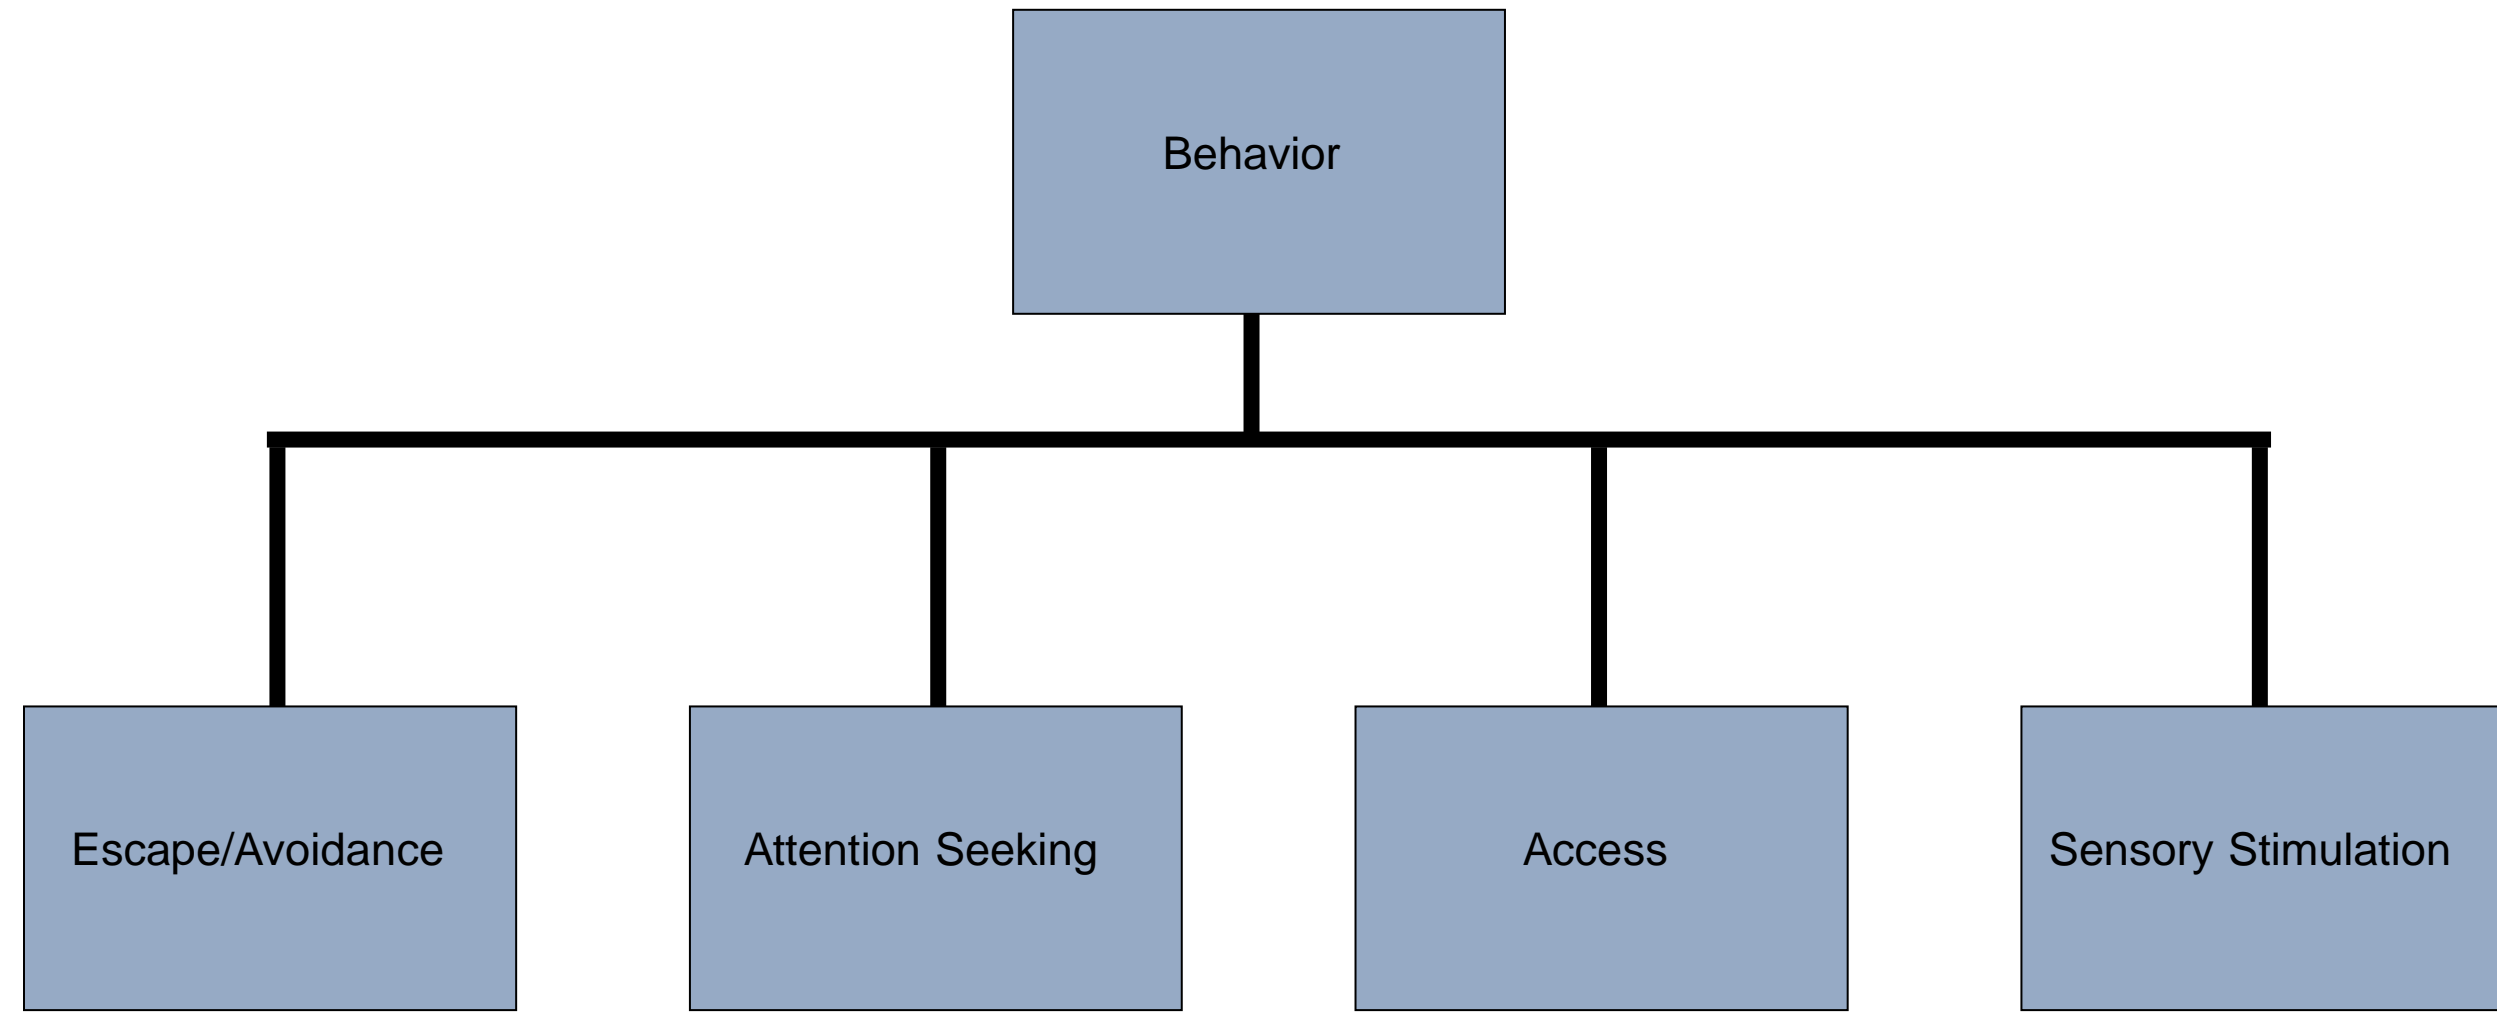 Behavior
Escape/Avoidance
Attention Seeking
Access
Sensory Stimulation